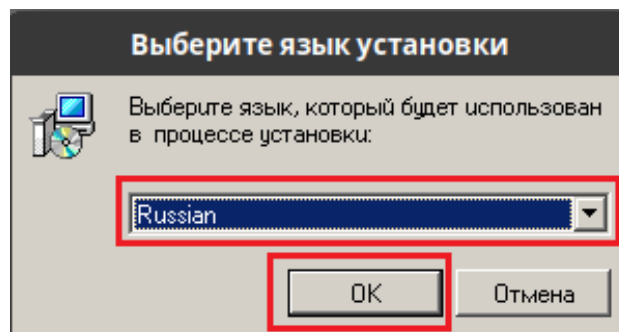 Выберите язык установки
Выберите язык, который будет использован
в процессе установки:
Russian
OK
Отмена